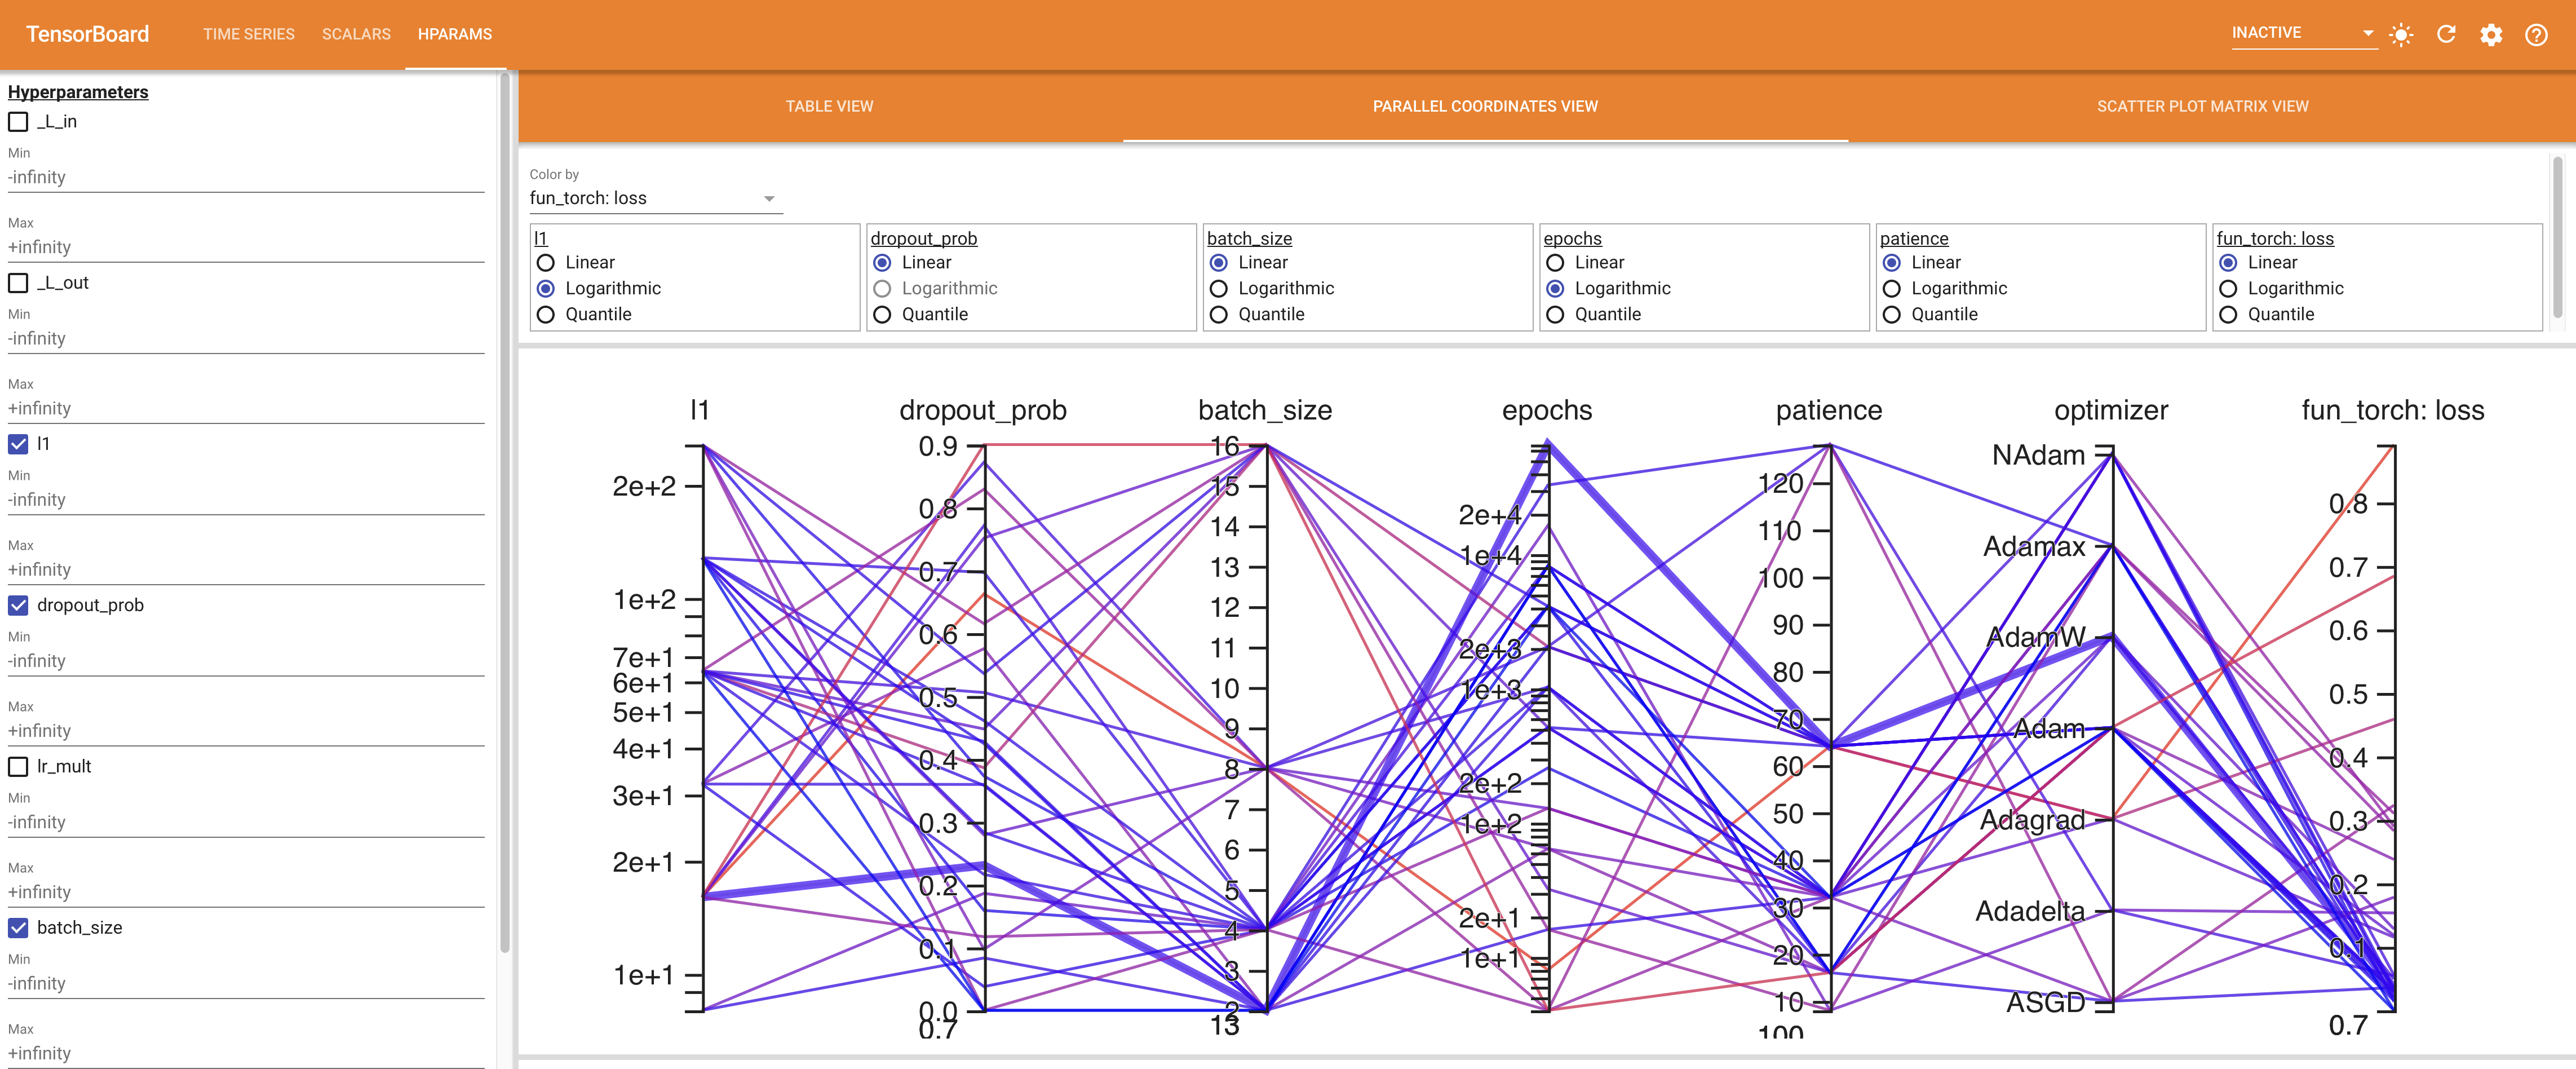 TensorBoard TIME SERIES SCALARS HPARAMS INACTIVE
Hyperparameters
_L_in
Min
-infinity
Max
+infinity
_L_out
Min
-infinity
Max
+infinity
l1
Min
-infinity
Max
+infinity
dropout_prob
Min
-infinity
Max
+infinity
lr_mult
Min
-infinity
Max
+infinity
batch_size
Min
-infinity
Max
+infinity
TABLE VIEW PARALLEL COORDINATES VIEW SCATTER PLOT MATRIX VIEW
Color by
fun_torch: loss
l1
Linear
Logarithmic
Quantile
dropout_prob
Linear
Logarithmic
Quantile
batch_size
Linear
Logarithmic
Quantile
epochs
Linear
Logarithmic
Quantile
patience
Linear
Logarithmic
Quantile
fun_torch: loss
Linear
Logarithmic
Quantile
l1
2e+2
1e+2
7e+1
6e+1
5e+1
4e+1
3e+1
2e+1
1e+1
dropout_prob
0.9
0.8
0.7
0.6
0.5
0.4
0.3
0.2
0.1
0.0
0.7
batch_size
16
15
14
13
12
11
10
9
8
7
6
5
4
3
2
13
epochs
2e+4
1e+4
2e+3
1e+3
2e+2
1e+2
2e+1
1e+1
patience
120
110
100
90
80
70
60
50
40
30
20
10
100
optimizer
NAdam
Adamax
AdamW
Adam
Adagrad
Adadelta
ASGD
fun_torch: loss
0.8
0.7
0.6
0.5
0.4
0.3
0.2
0.1
0.7